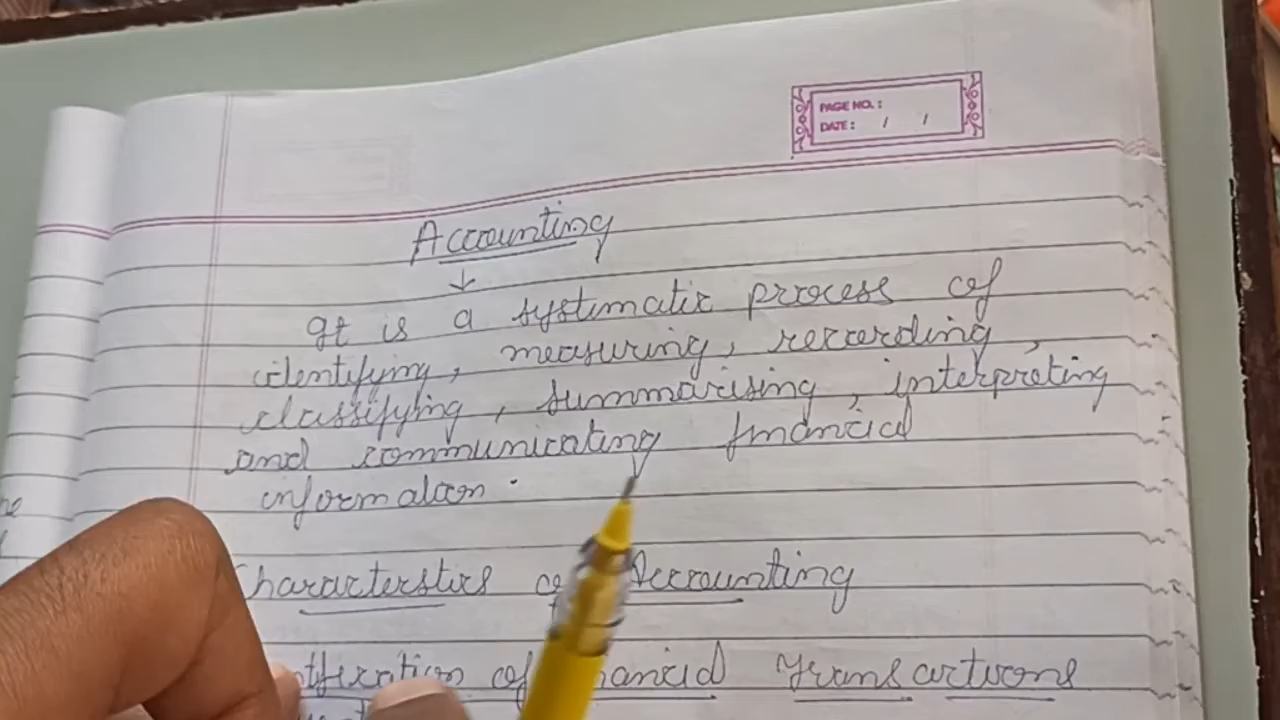 PAGE NO. :
DATE : / /
Accounting
It is a systematic process of
identifying, measuring, recording,
classifying, summarising, interpreting
and communicating financial
information.
Characterstics of Accounting
of Transactions